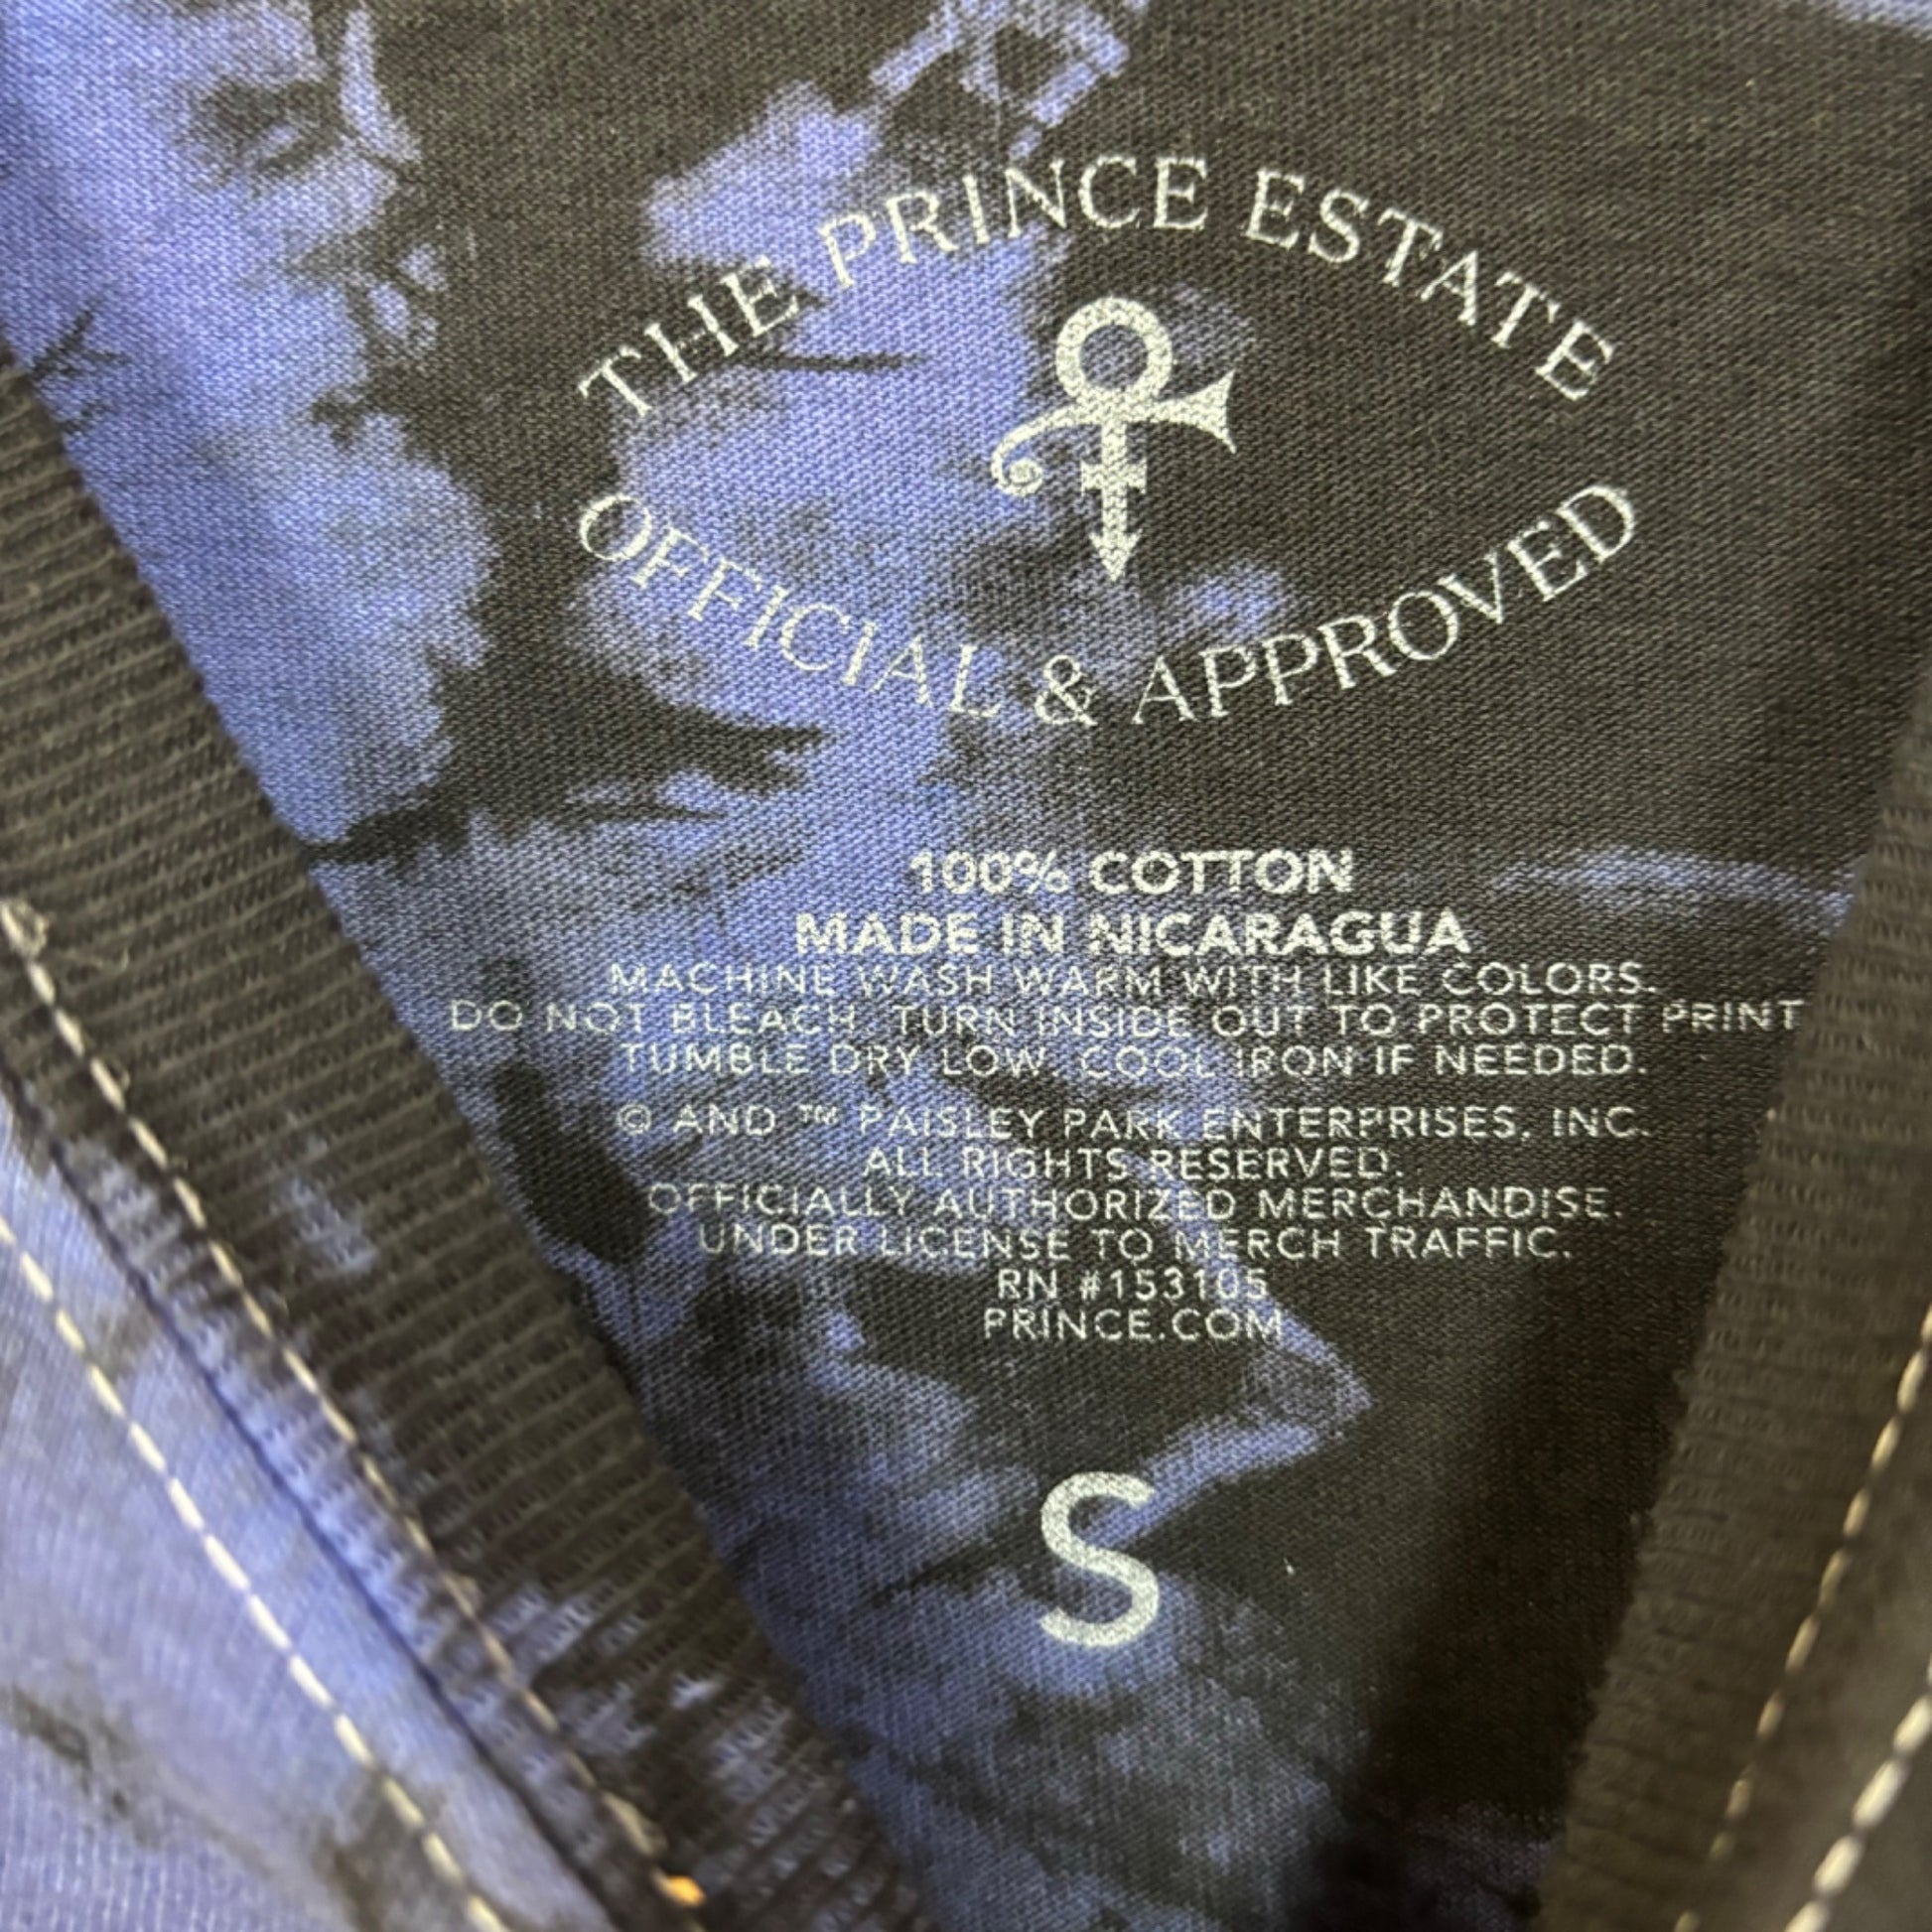 THE PRINCE ESTATE
OFFICIAL & APPROVED
100% COTTON
MADE IN NICARAGUA
MACHINE WASH WARM WITH LIKE COLORS.
DO NOT BLEACH. TURN INSIDE OUT TO PROTECT PRINT
TUMBLE DRY LOW. COOL IRON IF NEEDED.
© AND ™ PAISLEY PARK ENTERPRISES, INC.
ALL RIGHTS RESERVED.
OFFICIALLY AUTHORIZED MERCHANDISE.
UNDER LICENSE TO MERCH TRAFFIC.
RN #153105
PRINCE.COM
S